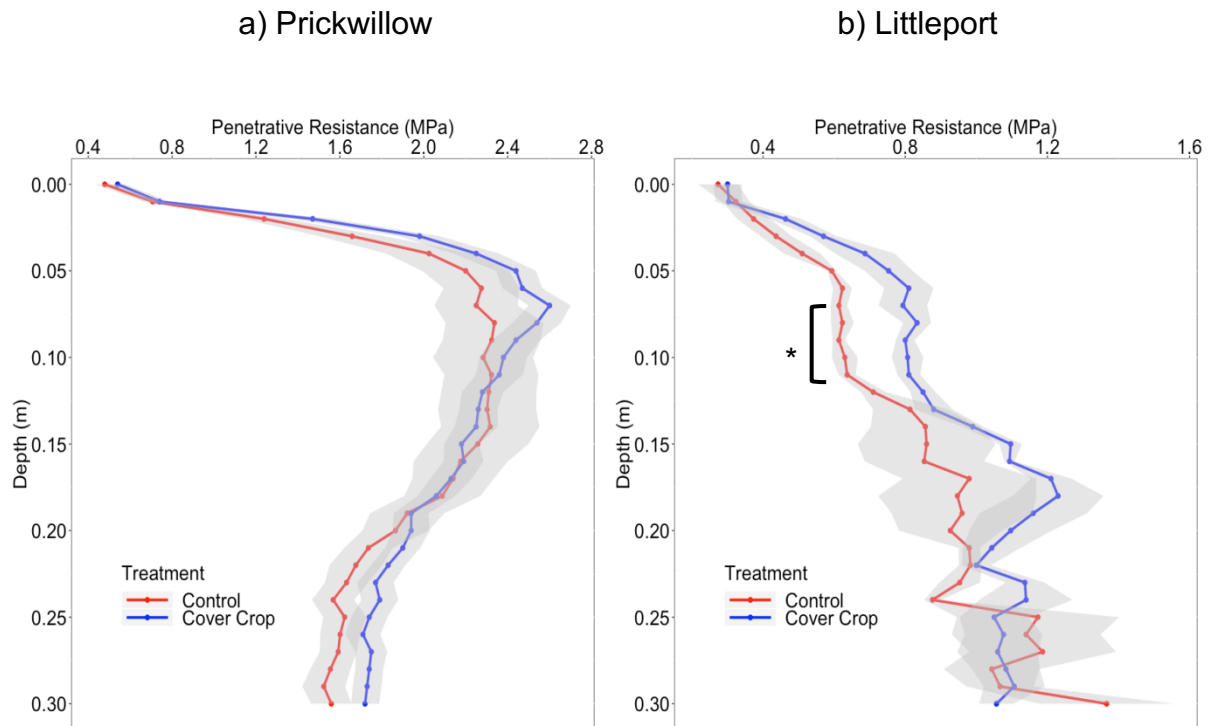 a) Prickwillow
b) Littleport
Penetrative Resistance (MPa)
0.4 0.8 1.2 1.6 2.0 2.4 2.8
0.00
0.05
0.10
0.15
0.20
0.25
0.30
Depth (m)
Treatment
Control
Cover Crop
Penetrative Resistance (MPa)
0.4 0.8 1.2 1.6
0.00
0.05
0.10
0.15
0.20
0.25
0.30
Depth (m)
*
Treatment
Control
Cover Crop